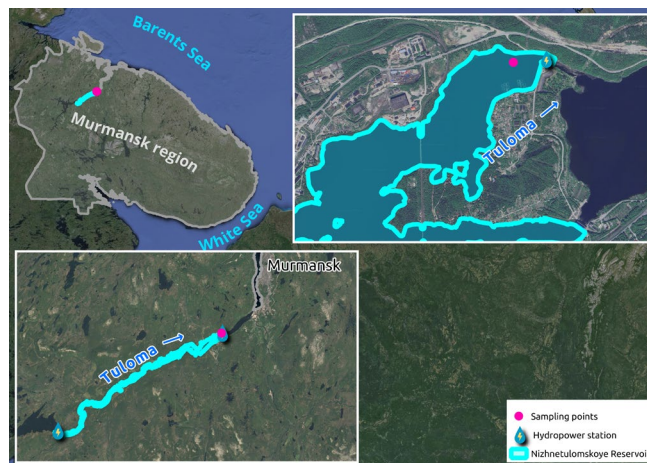 Barents Sea
Murmansk region
White Sea
Tuloma →
Murmansk
Tuloma →
Sampling points
Hydropower station
Nizhnetulomskoye Reservoi